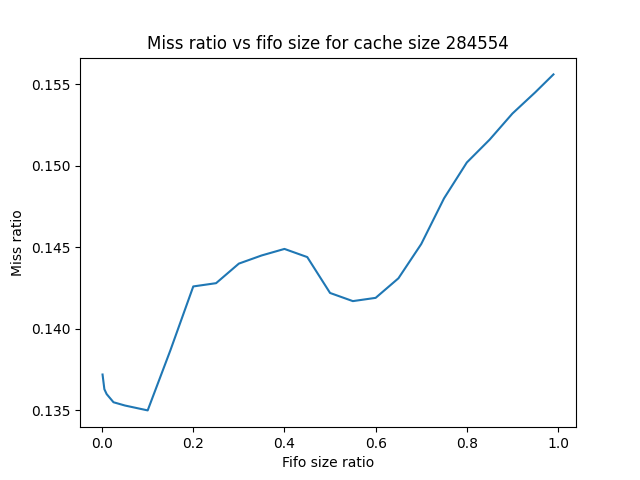 Miss ratio vs fifo size for cache size 284554
0.155
0.150
0.145
0.140
0.135
Miss ratio
0.0 0.2 0.4 0.6 0.8 1.0
Fifo size ratio